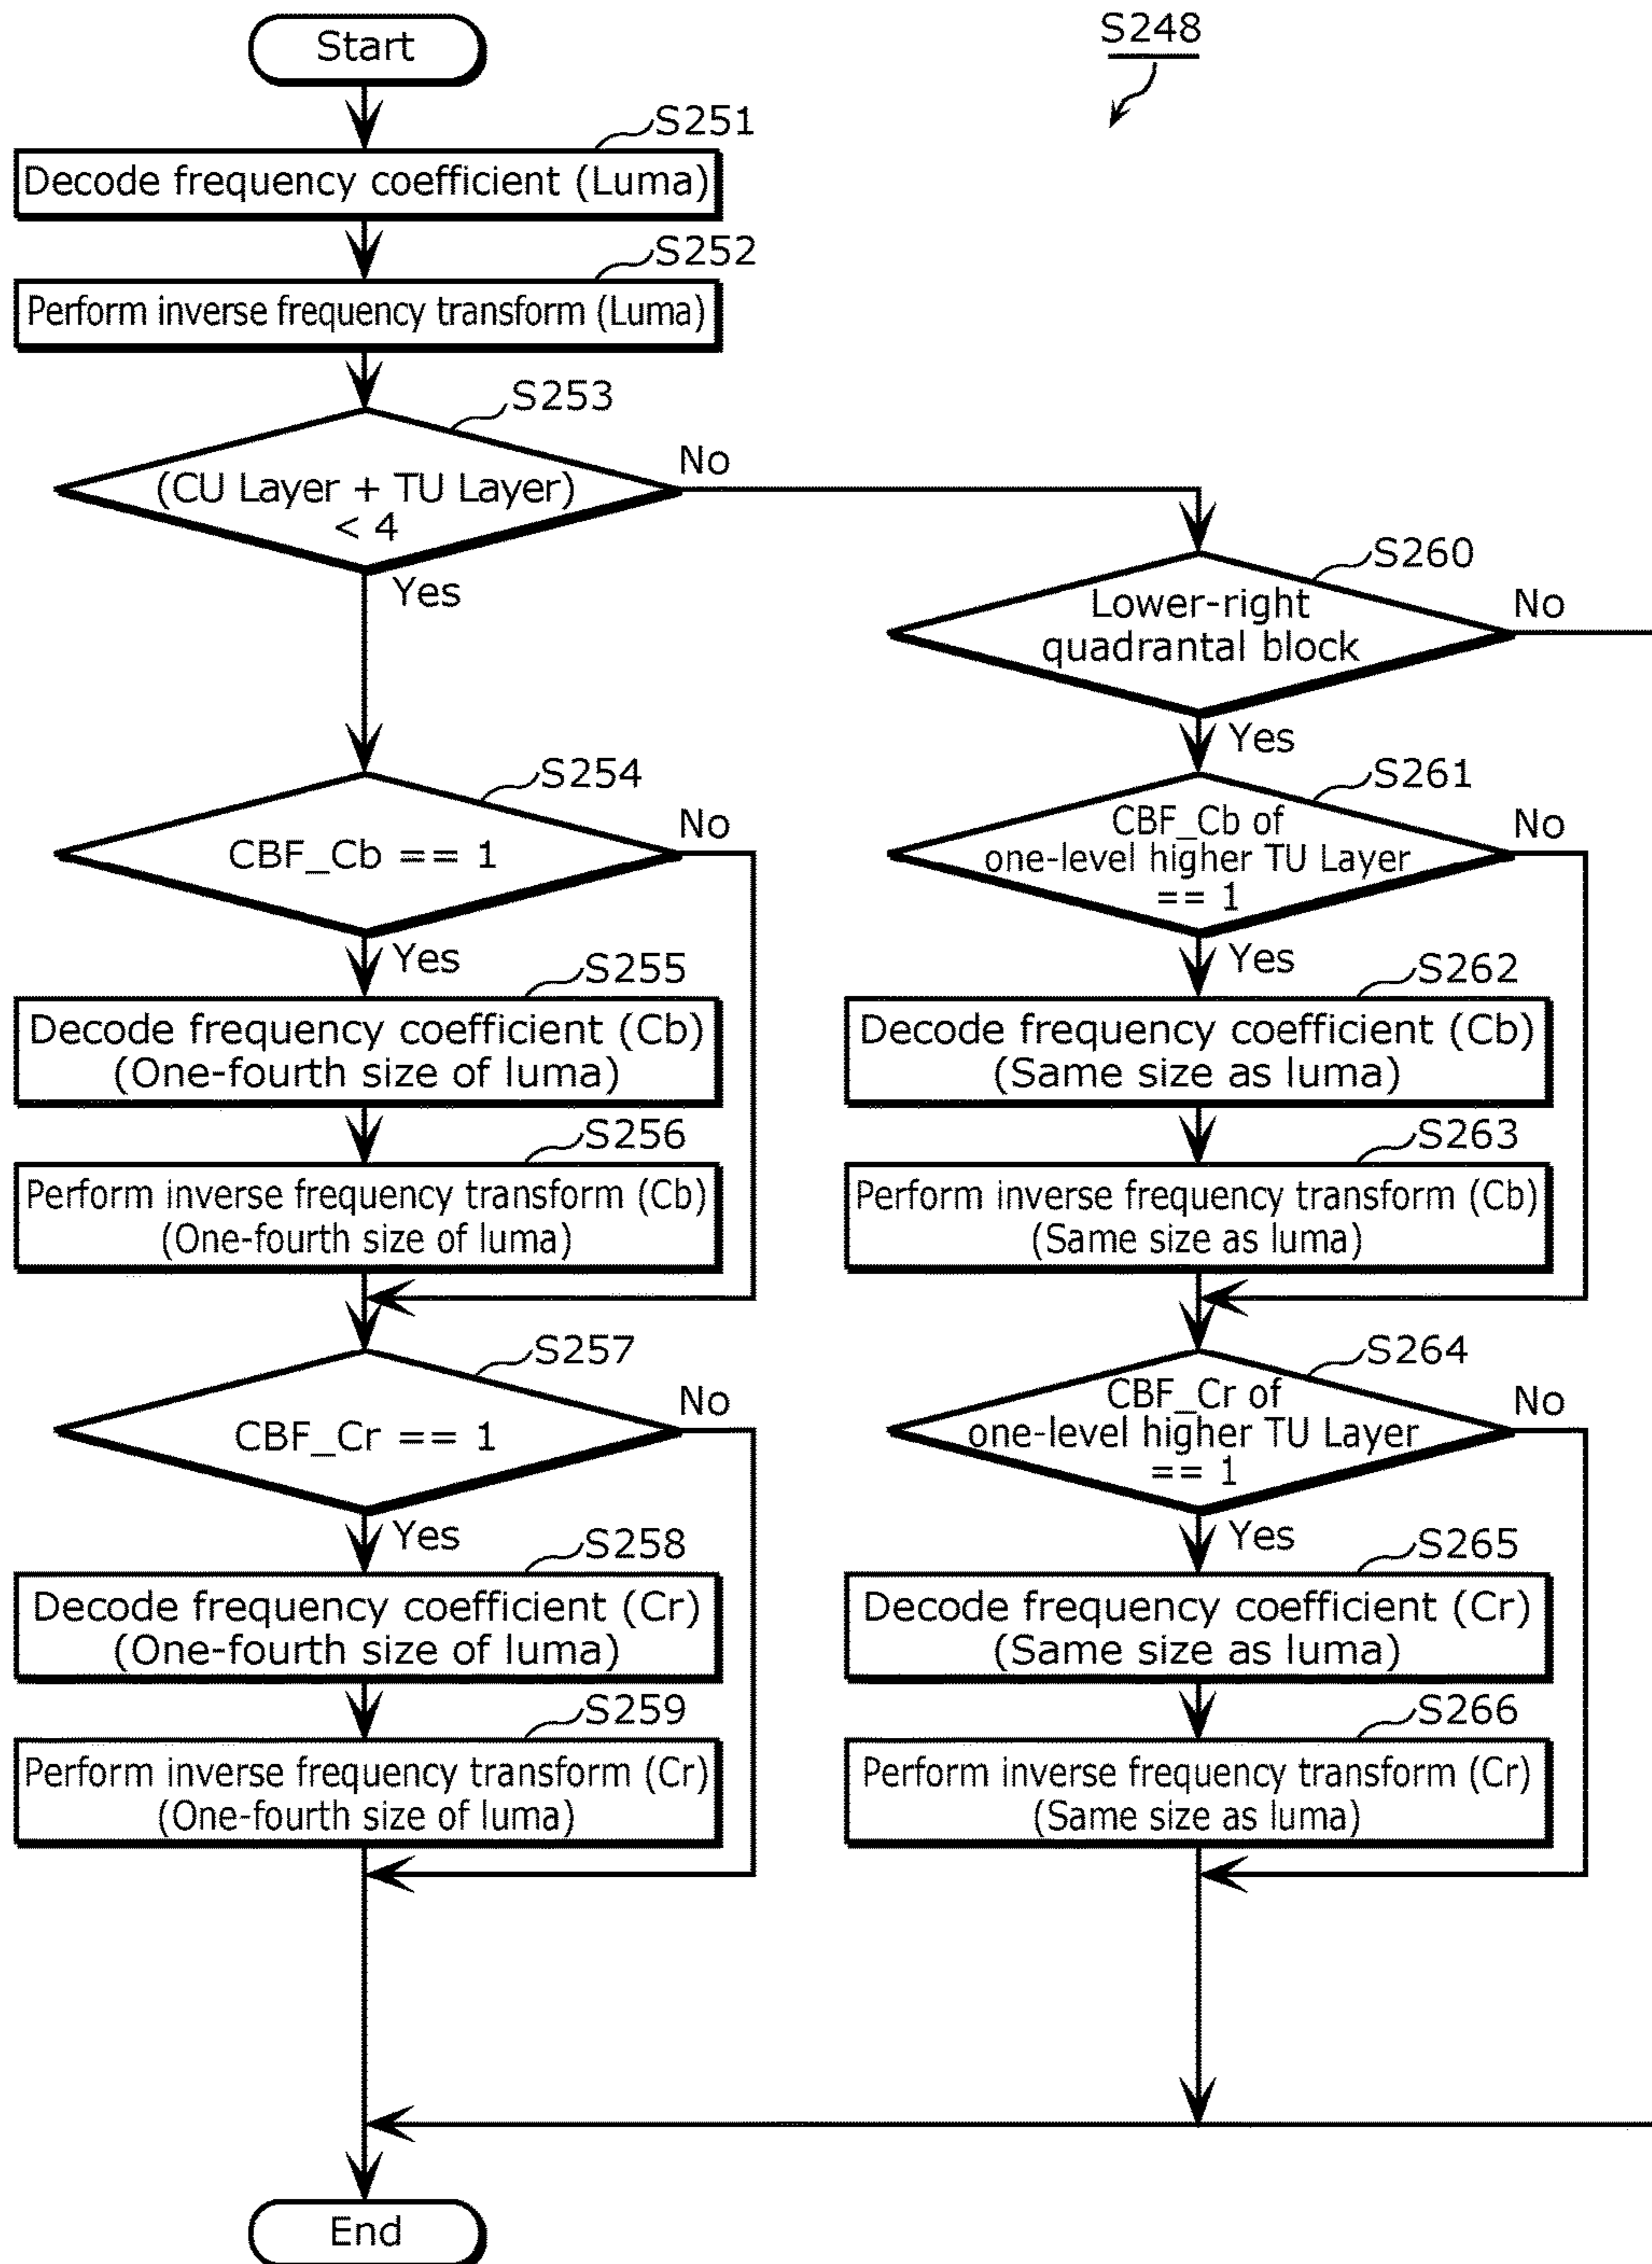 Start
S248
S251
Decode frequency coefficient (Luma)
S252
Perform inverse frequency transform (Luma)
S253
(CU Layer + TU Layer)
< 4
No
Yes
S260
Lower-right
quadrantal block
No
Yes
S254
CBF_Cb == 1
No
Yes
S255
Decode frequency coefficient (Cb)
(One-fourth size of luma)
S256
Perform inverse frequency transform (Cb)
(One-fourth size of luma)
S257
CBF_Cr == 1
No
Yes
S258
Decode frequency coefficient (Cr)
(One-fourth size of luma)
S259
Perform inverse frequency transform (Cr)
(One-fourth size of luma)
S261
CBF_Cb of
one-level higher TU Layer
== 1
No
Yes
S262
Decode frequency coefficient (Cb)
(Same size as luma)
S263
Perform inverse frequency transform (Cb)
(Same size as luma)
S264
CBF_Cr of
one-level higher TU Layer
== 1
No
Yes
S265
Decode frequency coefficient (Cr)
(Same size as luma)
S266
Perform inverse frequency transform (Cr)
(Same size as luma)
End